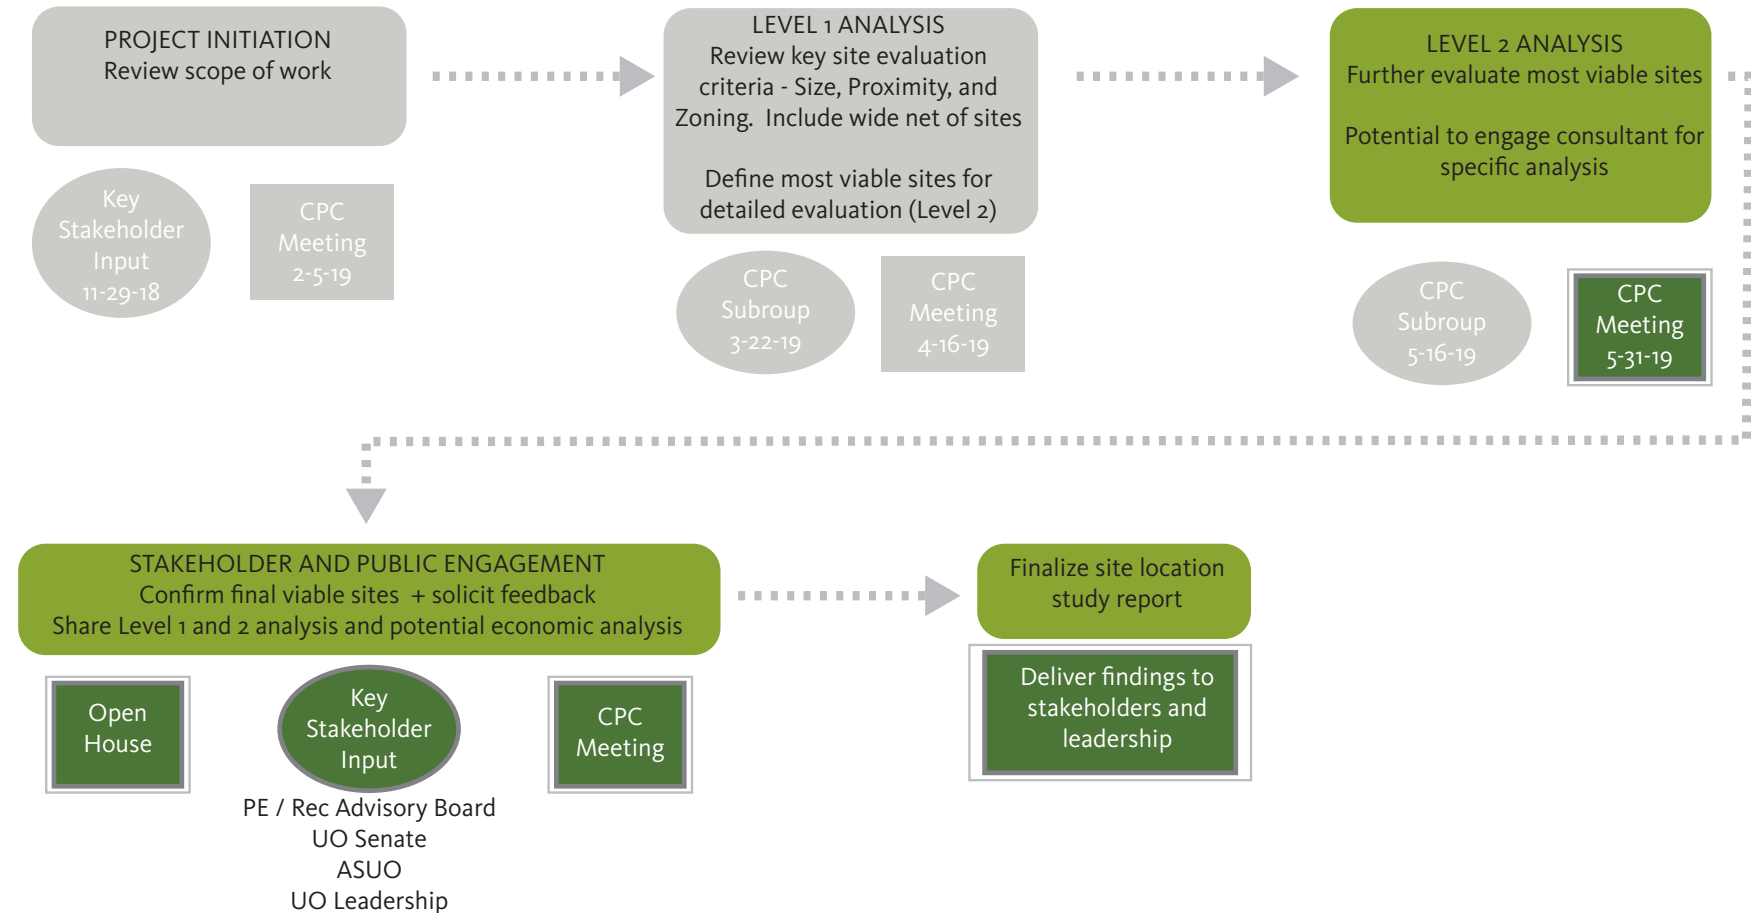 PROJECT INITIATION
Review scope of work
Key
Stakeholder
Input
11-29-18
CPC
Meeting
2-5-19
LEVEL 1 ANALYSIS
Review key site evaluation
criteria - Size, Proximity, and
Zoning.  Include wide net of sites
Define most viable sites for
detailed evaluation (Level 2)
CPC
Subroup
3-22-19
CPC
Meeting
4-16-19
LEVEL 2 ANALYSIS
Further evaluate most viable sites
Potential to engage consultant for
specific analysis
CPC
Subroup
5-16-19
CPC
Meeting
5-31-19
STAKEHOLDER AND PUBLIC ENGAGEMENT
Confirm final viable sites  + solicit feedback
Share Level 1 and 2 analysis and potential economic analysis
Open
House
Key
Stakeholder
Input
CPC
Meeting
PE / Rec Advisory Board
UO Senate
ASUO
UO Leadership
Finalize site location
study report
Deliver findings to
stakeholders and
leadership